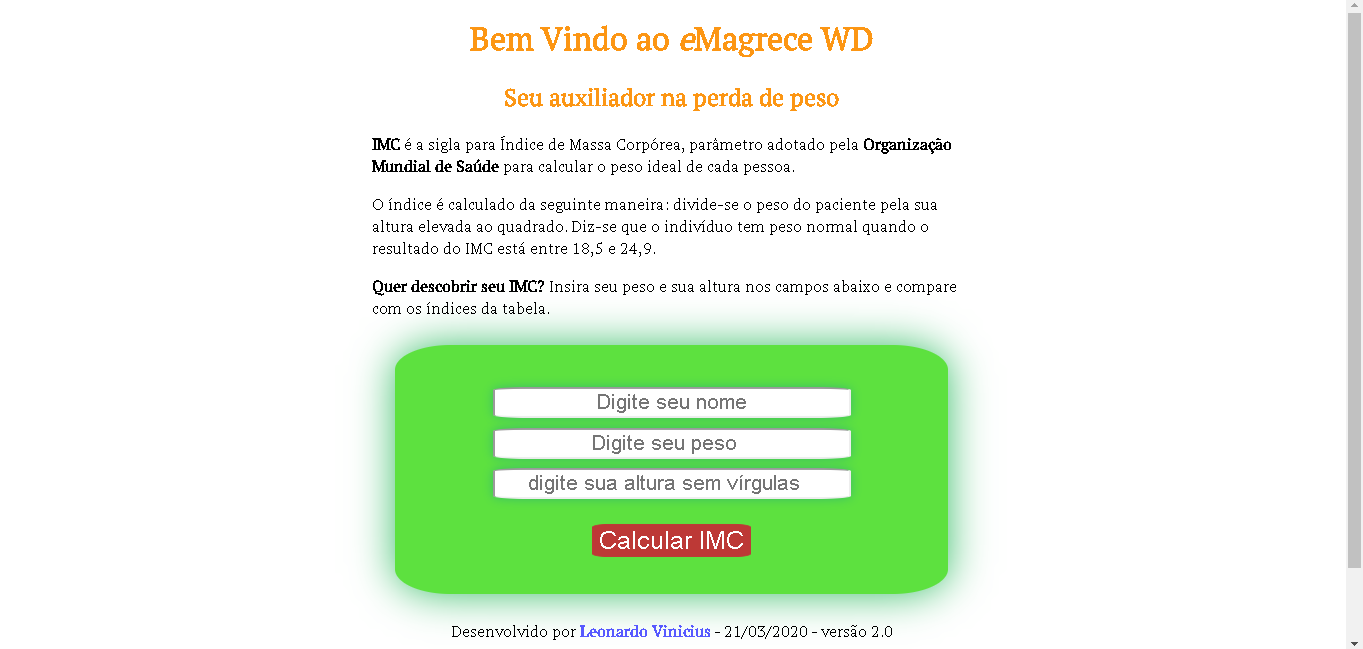 Bem Vindo ao eMagrece WD
Seu auxiliador na perda de peso
IMC é a sigla para Índice de Massa Corpórea, parâmetro adotado pela Organização
Mundial de Saúde para calcular o peso ideal de cada pessoa.
O índice é calculado da seguinte maneira: divide-se o peso do paciente pela sua
altura elevada ao quadrado. Diz-se que o indivíduo tem peso normal quando o
resultado do IMC está entre 18,5 e 24,9.
Quer descobrir seu IMC? Insira seu peso e sua altura nos campos abaixo e compare
com os índices da tabela.
Digite seu nome
Digite seu peso
digite sua altura sem vírgulas
Calcular IMC
Desenvolvido por Leonardo Vinicius - 21/03/2020 - versão 2.0